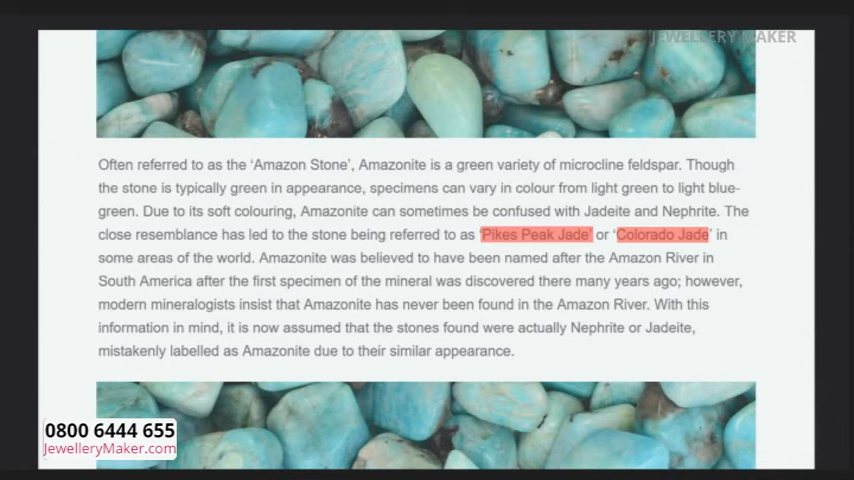 JEWELLERY MAKER
Often referred to as the ‘Amazon Stone’, Amazonite is a green variety of microcline feldspar. Though
the stone is typically green in appearance, specimens can vary in colour from light green to light blue-
green. Due to its soft colouring, Amazonite can sometimes be confused with Jadeite and Nephrite. The
close resemblance has led to the stone being referred to as ‘Pikes Peak Jade’ or ‘Colorado Jade’ in
some areas of the world. Amazonite was believed to have been named after the Amazon River in
South America after the first specimen of the mineral was discovered there many years ago; however,
modern mineralogists insist that Amazonite has never been found in the Amazon River. With this
information in mind, it is now assumed that the stones found were actually Nephrite or Jadeite,
mistakenly labelled as Amazonite due to their similar appearance.
0800 6444 655
JewelleryMaker.com